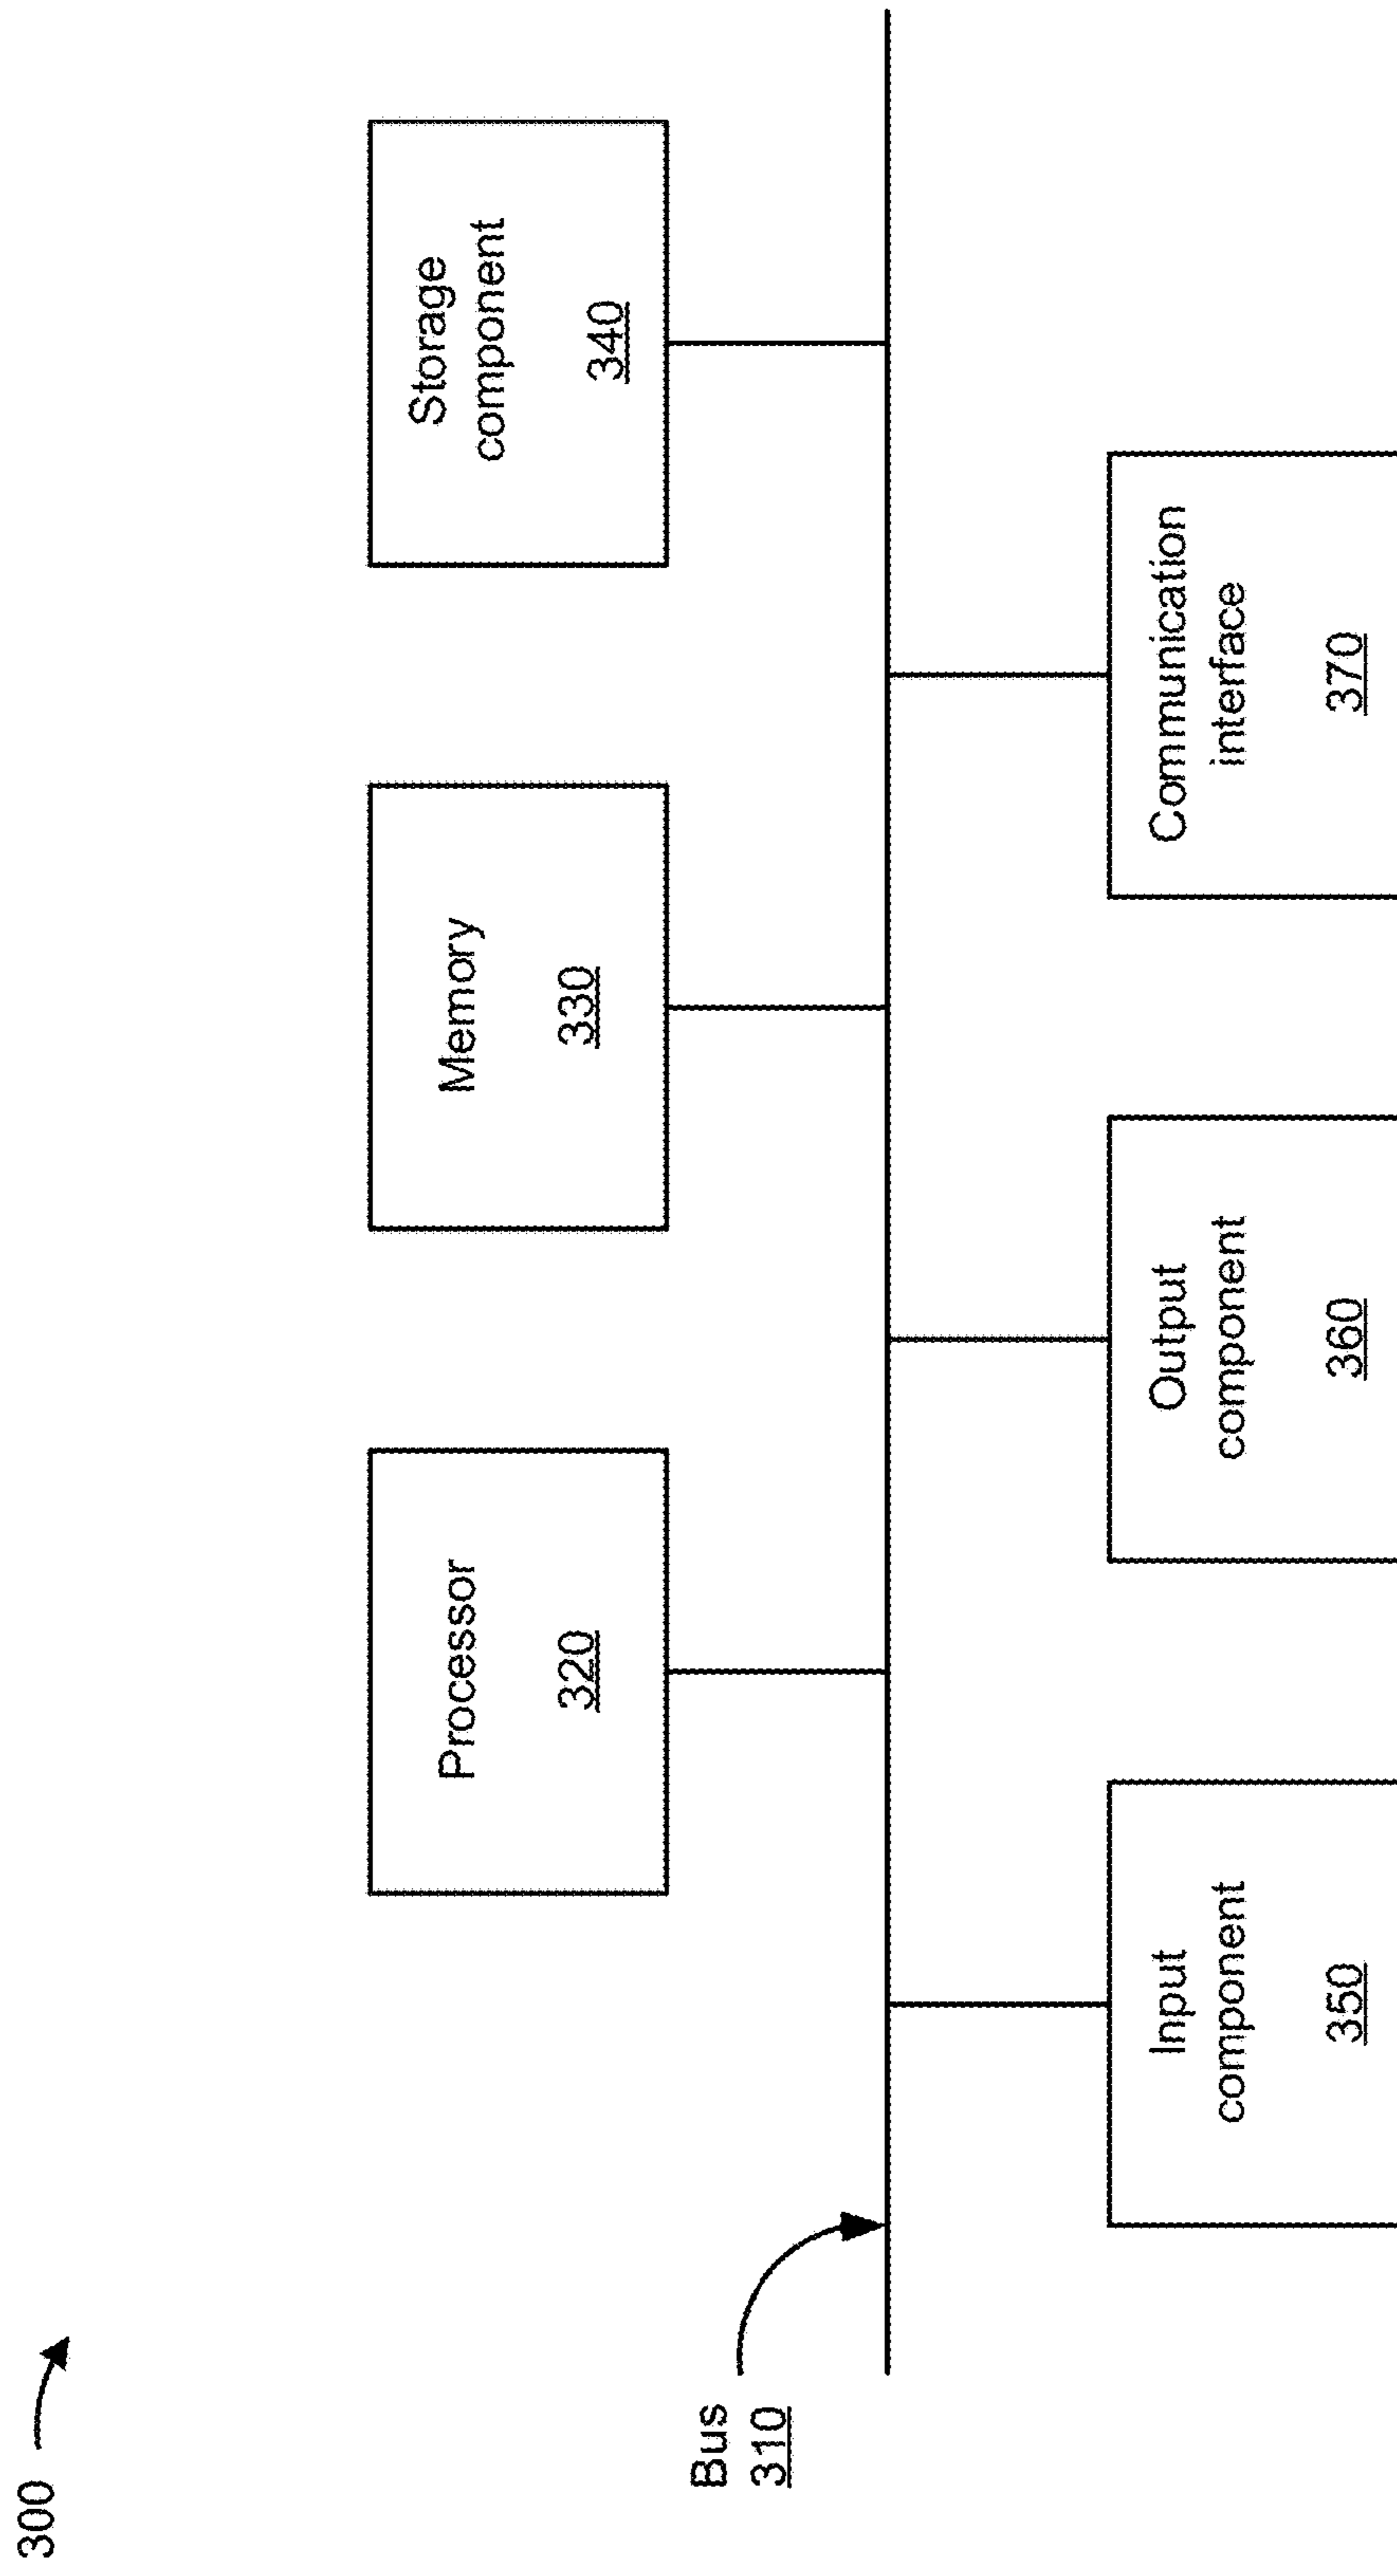 300
Processor
320
Memory
330
Storage
component
340
Bus
310
Input
component
350
Output
component
360
Communication
interface
370